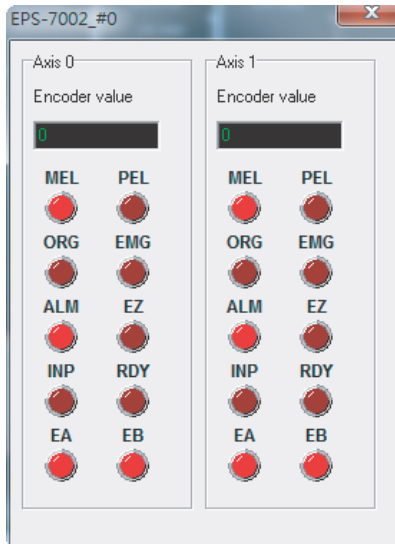 EPS-7002_#0 X
Axis 0 Axis 1
Encoder value Encoder value
0 0
MEL PEL MEL PEL
ORG EMG ORG EMG
ALM EZ ALM EZ
INP RDY INP RDY
EA EB EA EB